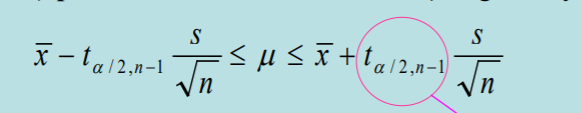 x̄ − t_{α/2,n−1} s/√n ≤ μ ≤ x̄ + t_{α/2,n−1} s/√n